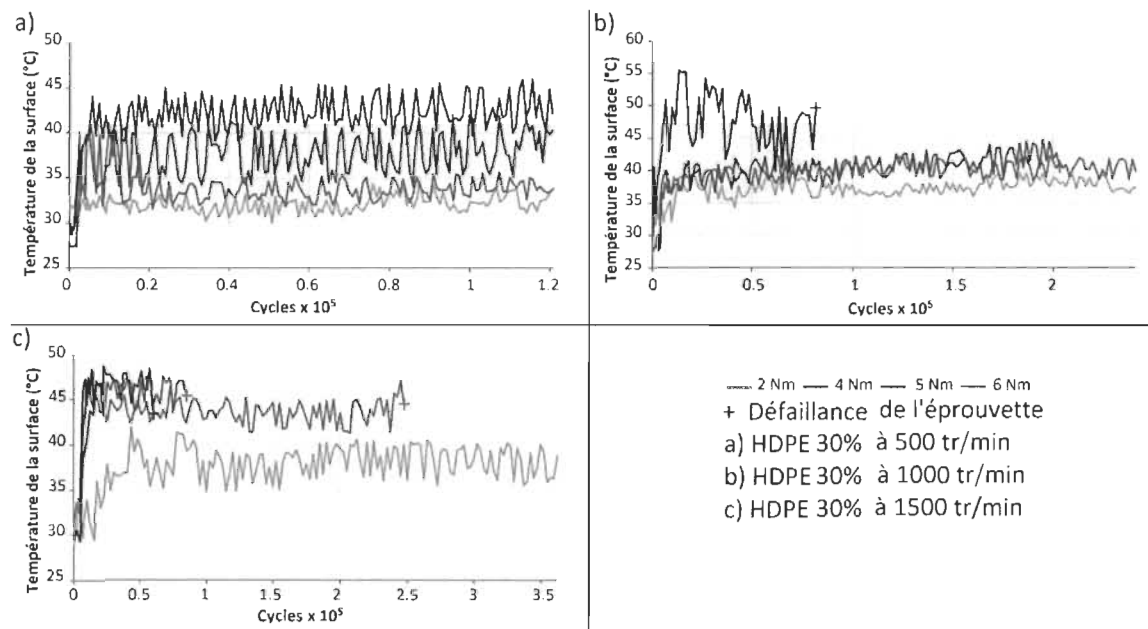 a)
Température de la surface (°C)
50
45
40
35
30
25
0
0.2
0.4
0.6
0.8
1
1.2
Cycles x 10⁵
b)
Température de la surface (°C)
60
55
50
45
40
35
30
25
0
0.5
1
1.5
2
Cycles x 10⁵
c)
Température de la surface (°C)
50
45
40
35
30
25
0
0.5
1
1.5
2
2.5
3
3.5
Cycles x 10⁵
2 Nm 4 Nm 5 Nm 6 Nm
+ Défaillance de l'éprouvette
a) HDPE 30% à 500 tr/min
b) HDPE 30% à 1000 tr/min
c) HDPE 30% à 1500 tr/min